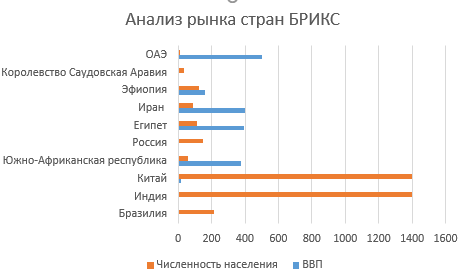 Анализ рынка стран БРИКС
ОАЭ
Королевство Саудовская Аравия
Эфиопия
Иран
Египет
Россия
Южно-Африканская республика
Китай
Индия
Бразилия
0 200 400 600 800 1000 1200 1400 1600
Численность населения ВВП